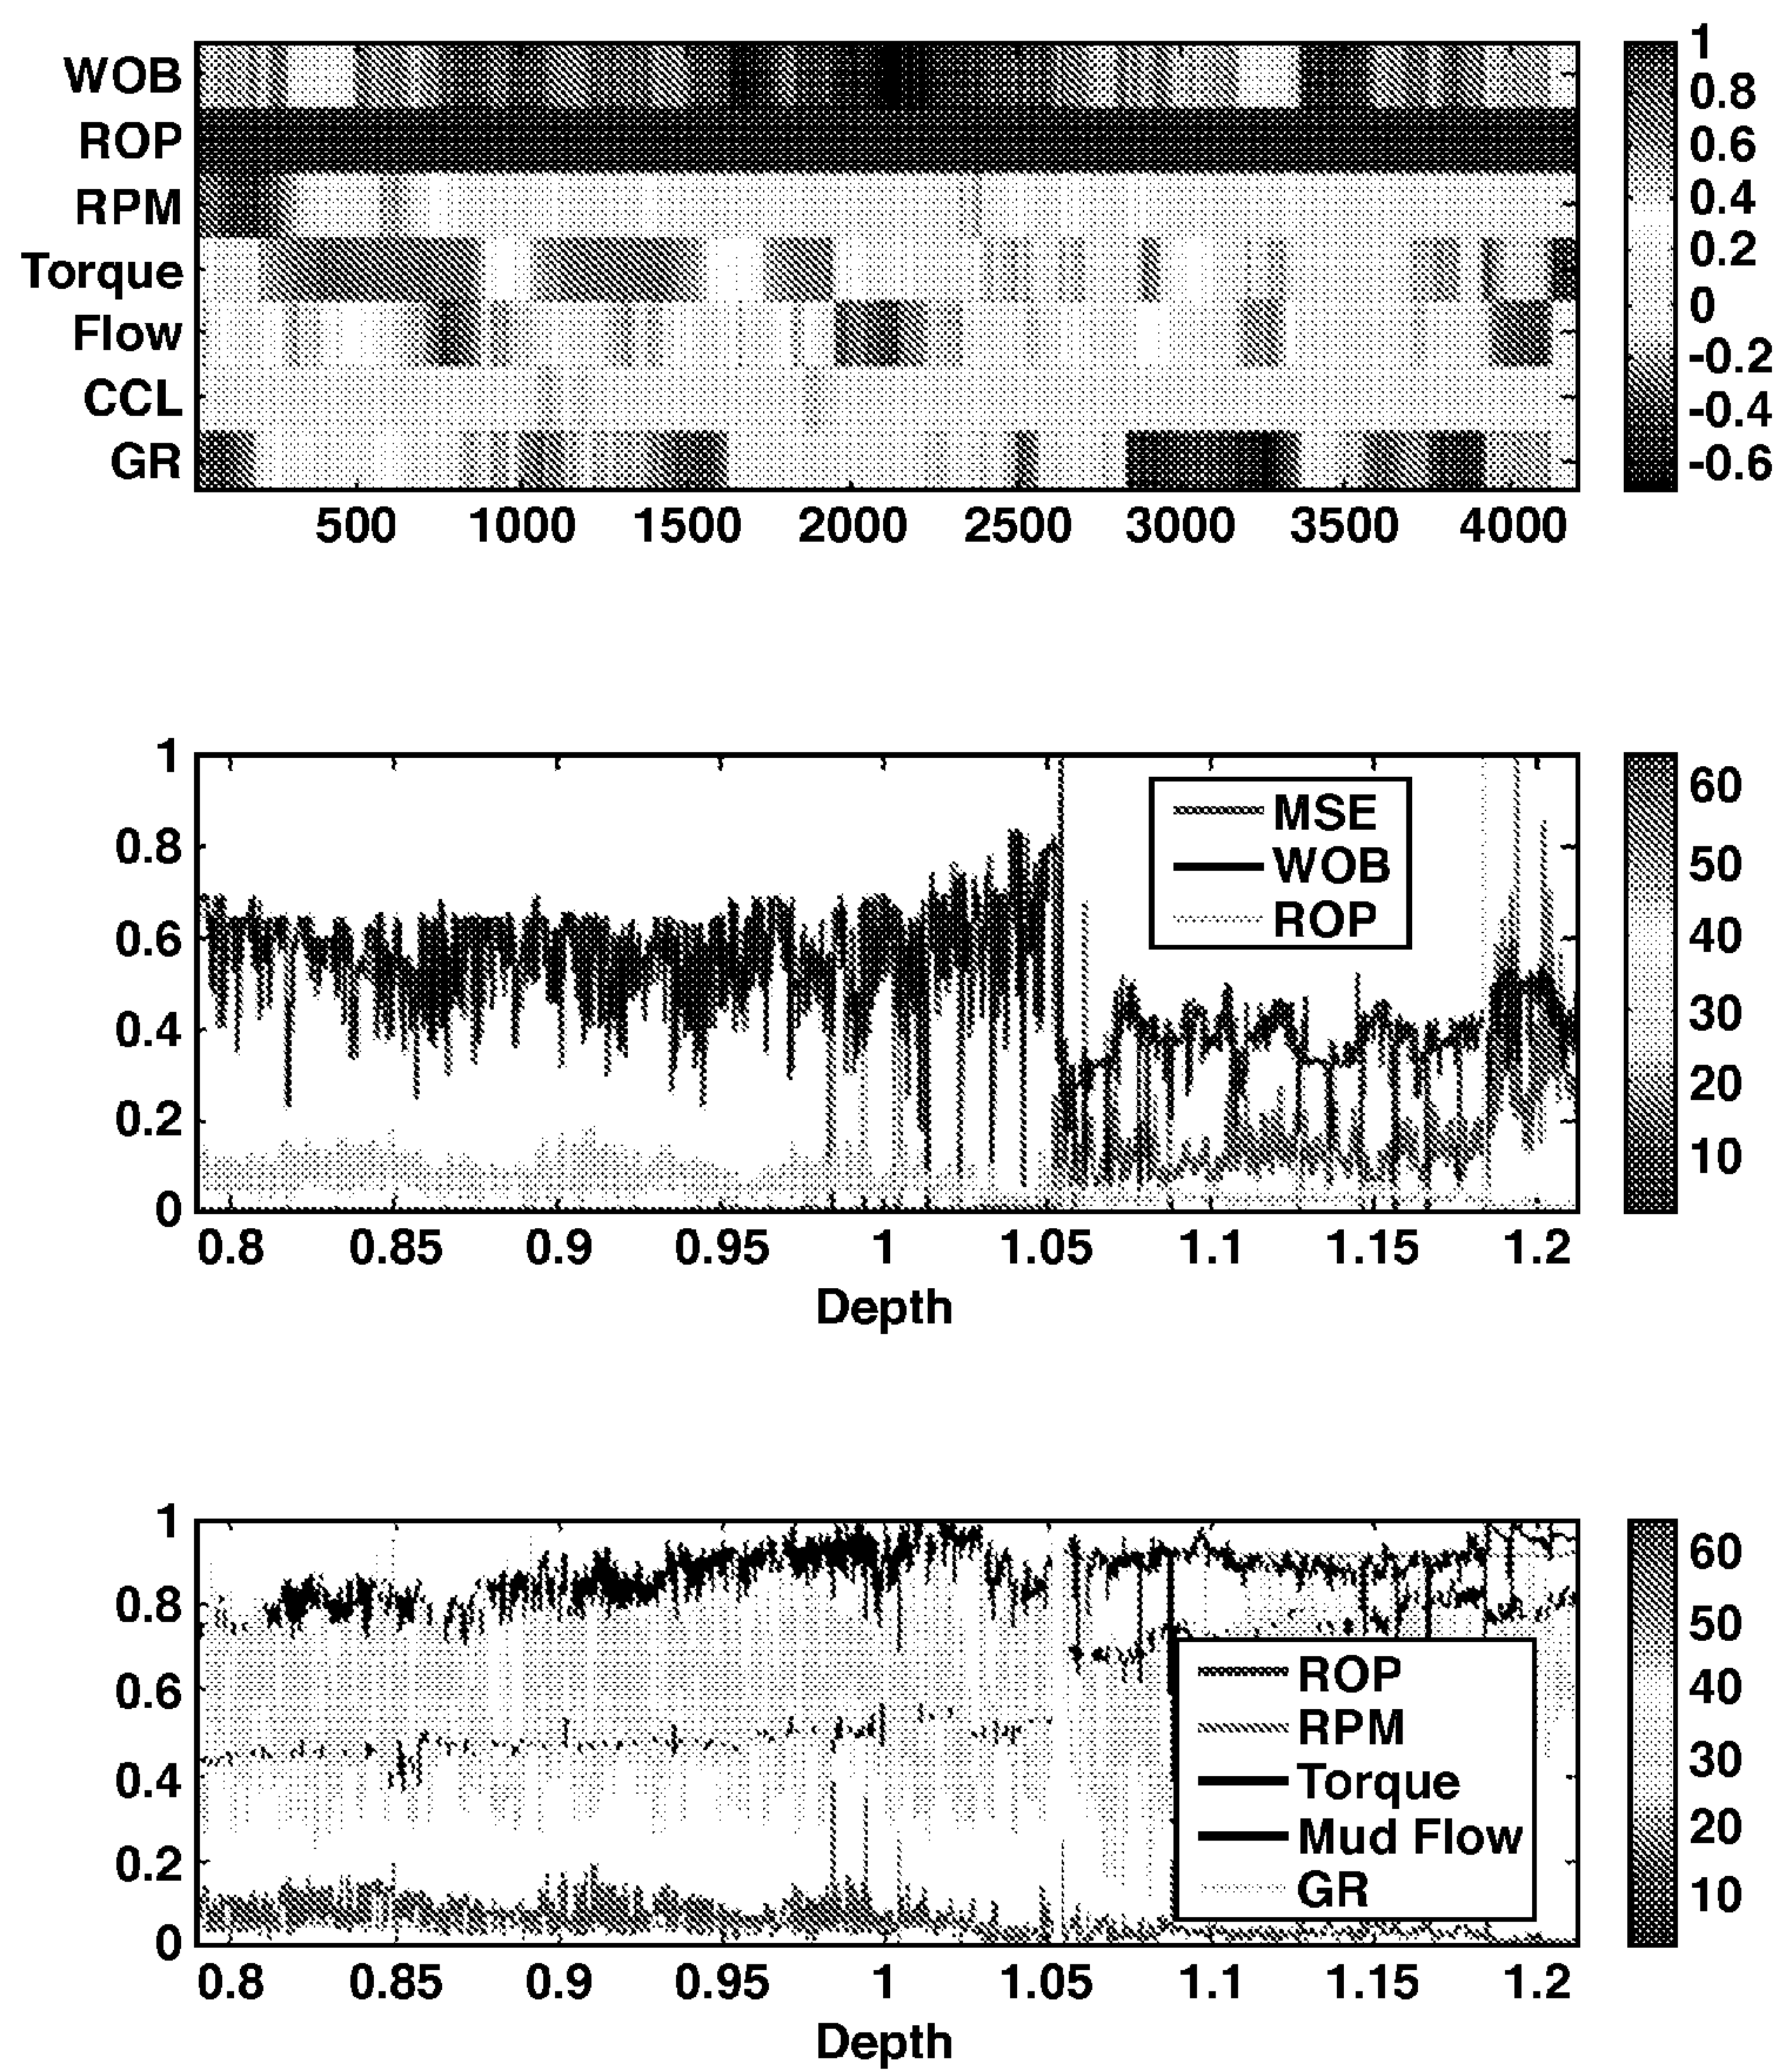 WOB
ROP
RPM
Torque
Flow
CCL
GR
500 1000 1500 2000 2500 3000 3500 4000
1
0.8
0.6
0.4
0.2
0
-0.2
-0.4
-0.6
1
0.8
0.6
0.4
0.2
0
0.8 0.85 0.9 0.95 1 1.05 1.1 1.15 1.2
Depth
MSE
WOB
ROP
60
50
40
30
20
10
1
0.8
0.6
0.4
0.2
0
0.8 0.85 0.9 0.95 1 1.05 1.1 1.15 1.2
Depth
ROP
RPM
Torque
Mud Flow
GR
60
50
40
30
20
10